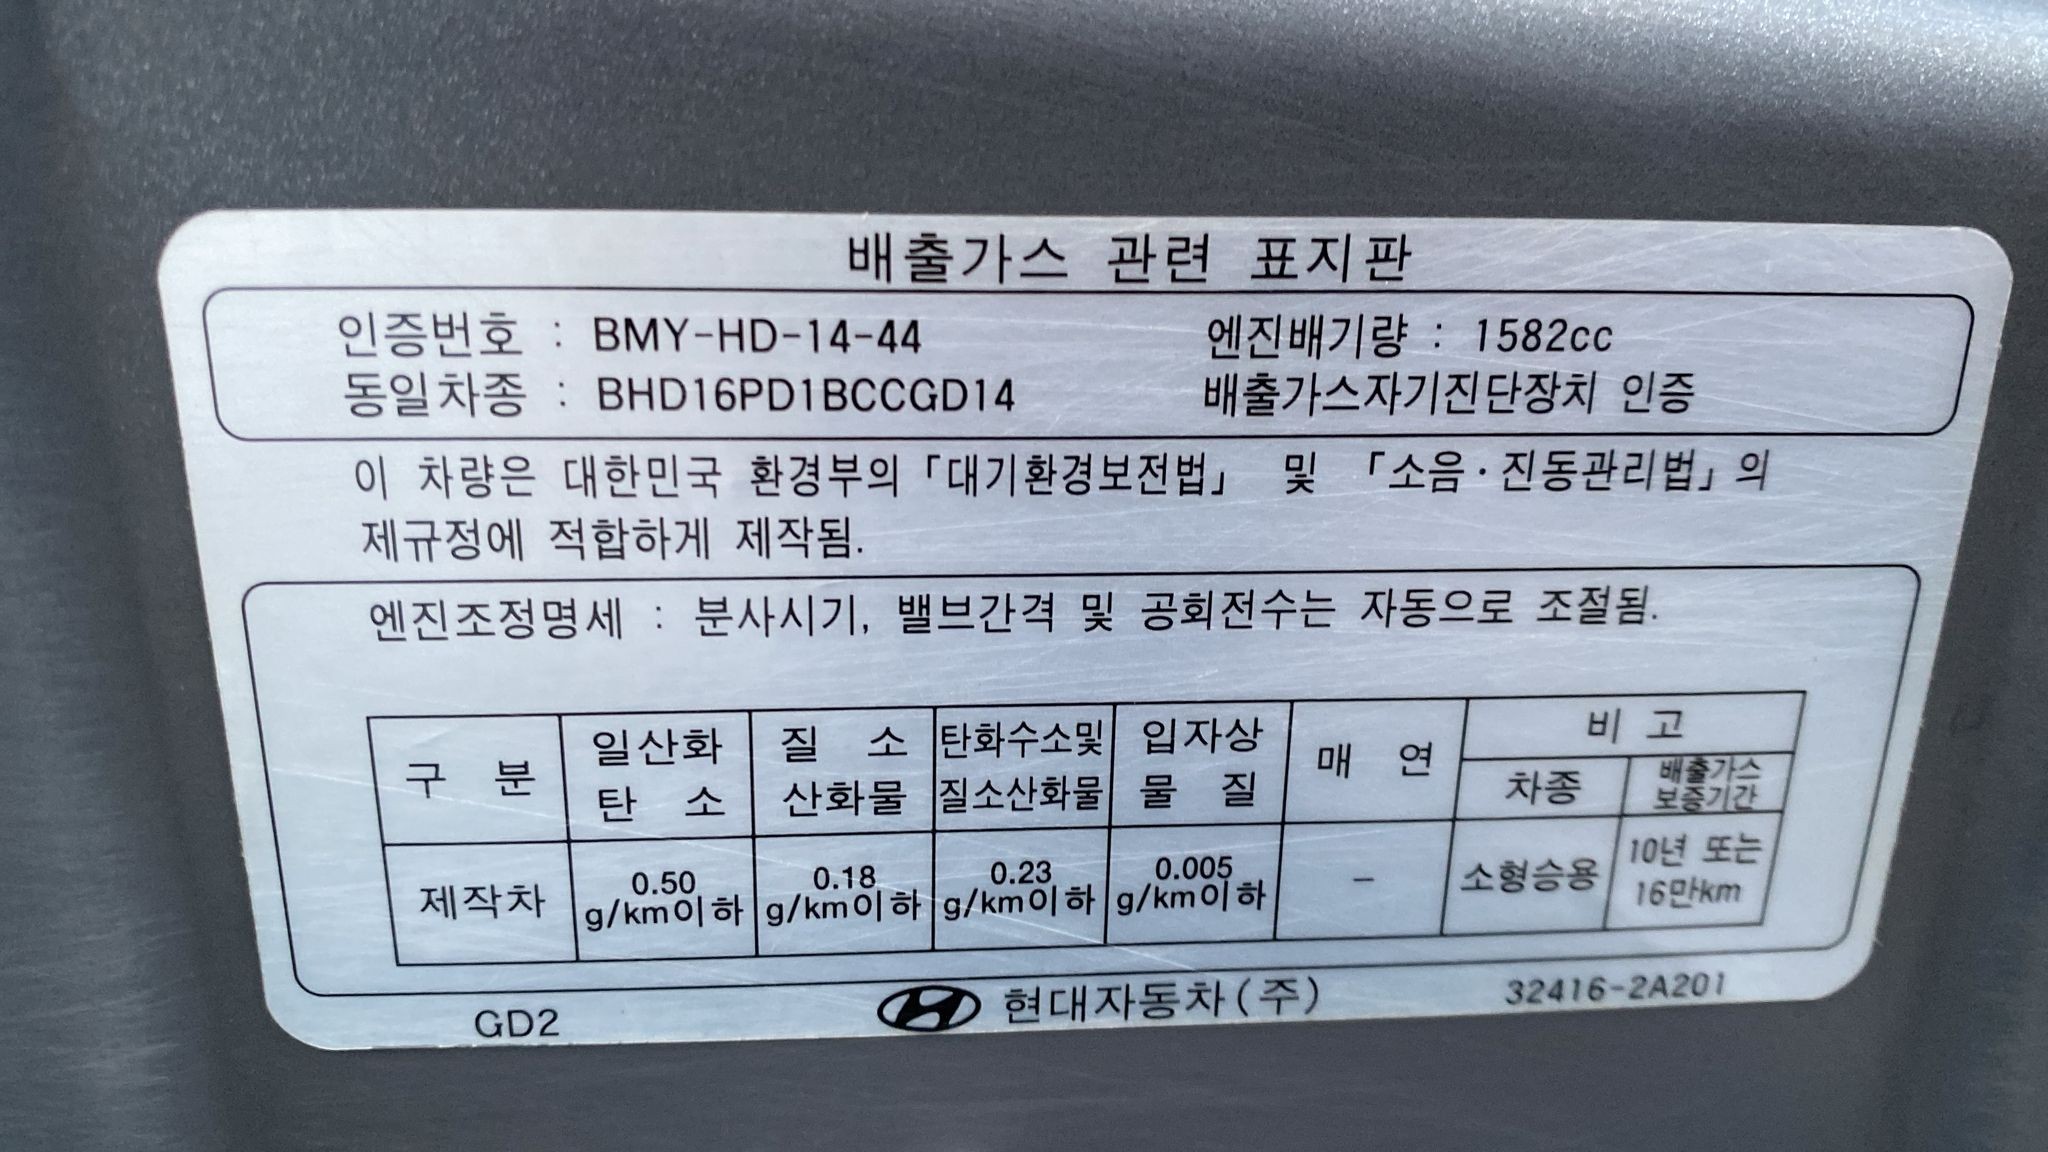 배출가스 관련 표지판
인증번호 : BMY-HD-14-44 엔진배기량 : 1582cc
동일차종 : BHD16PD1BCCGD14 배출가스자기진단장치 인증
이 차량은 대한민국 환경부의 「대기환경보전법」 및 「소음·진동관리법」의
제규정에 적합하게 제작됨.
엔진조정명세 : 분사시기, 밸브간격 및 공회전수는 자동으로 조절됨.
구 분 일산화 탄 소 질 소 산화물 탄화수소및 질소산화물 입자상 물 질 매 연 비 고
차종 배출가스 보증기간
제작차 0.50 g/km이하 0.18 g/km이하 0.23 g/km이하 0.005 g/km이하 - 소형승용 10년 또는 16만km
GD2 현대자동차(주) 32416-2A201